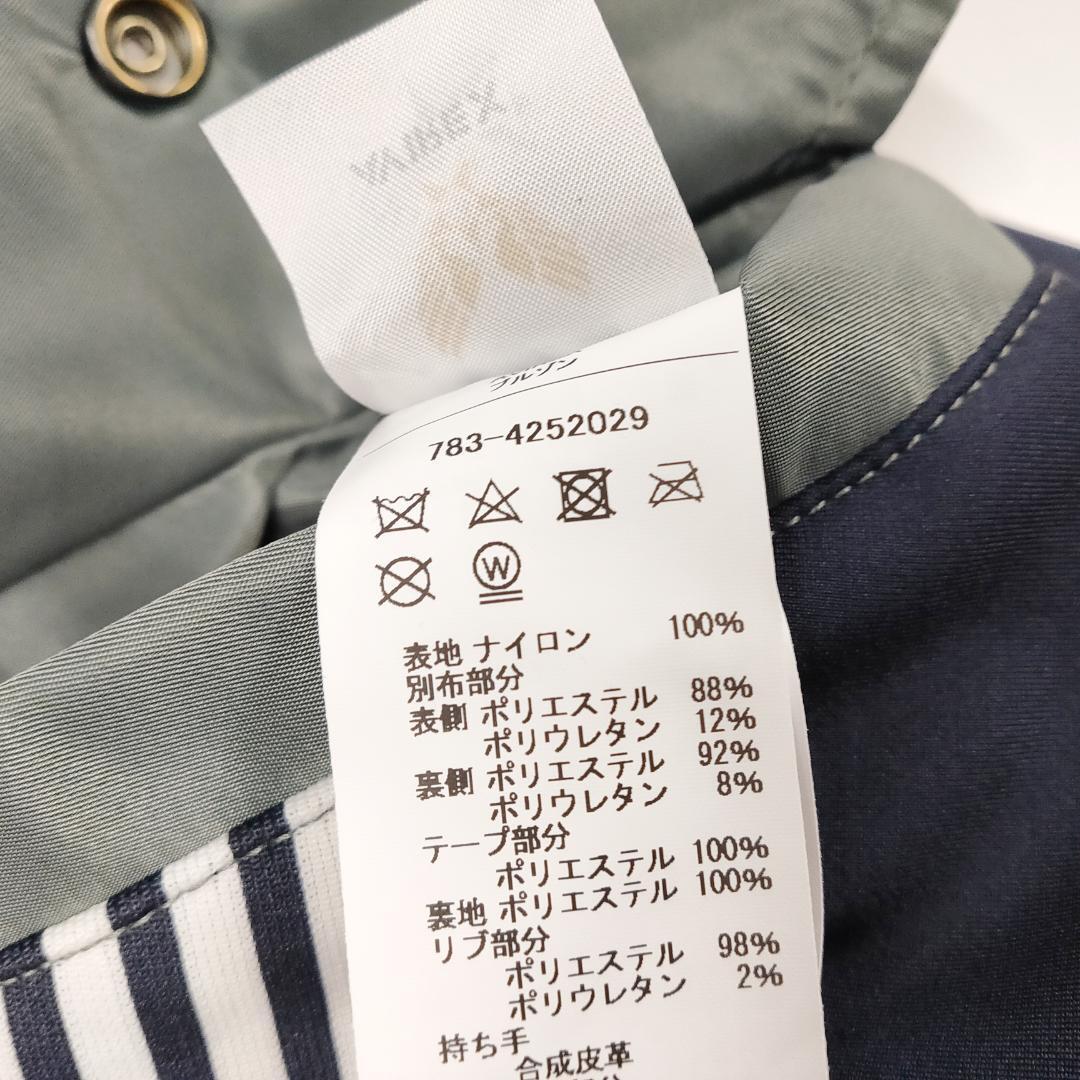 ブルゾン
783-4252029
W
表地 ナイロン 100%
別布部分
表側 ポリエステル 88%
ポリウレタン 12%
裏側 ポリエステル 92%
ポリウレタン 8%
テープ部分
ポリエステル 100%
裏地 ポリエステル 100%
リブ部分
ポリエステル 98%
ポリウレタン 2%
持ち手
合成皮革